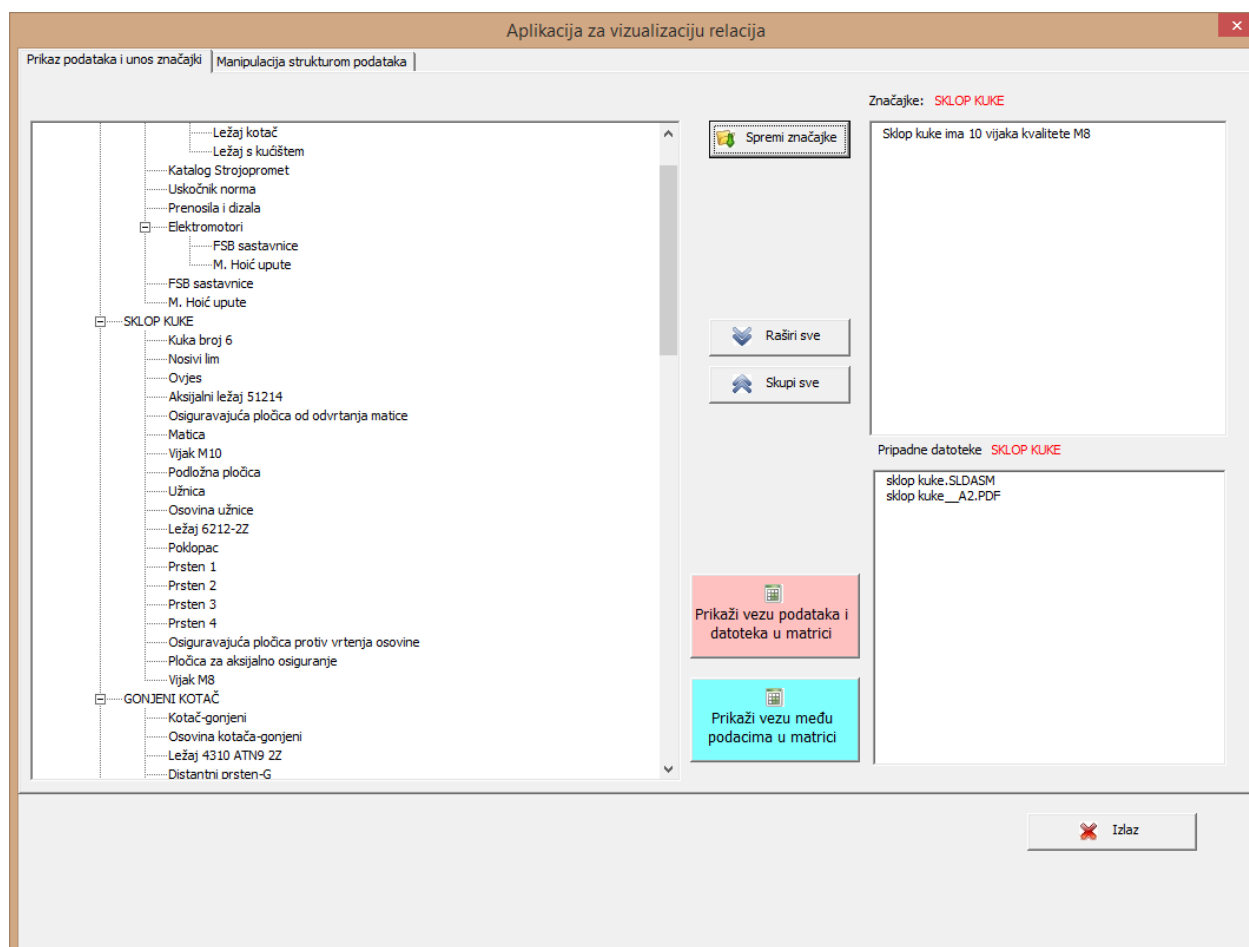 Aplikacija za vizualizaciju relacija
Prikaz podataka i unos značajki
Manipulacija strukturom podataka
Ležaj kotač
Ležaj s kućištem
Katalog Strojopromet
Uskočnik norma
Prenosila i dizala
Elektromotori
FSB sastavnice
M. Hoić upute
FSB sastavnice
M. Hoić upute
SKLOP KUKE
Kuka broj 6
Nosivi lim
Ovjes
Aksijalni ležaj 51214
Osiguravajuća pločica od odvrtanja matice
Matica
Vijak M10
Podložna pločica
Užnica
Osovina užnice
Ležaj 6212-2Z
Poklopac
Prsten 1
Prsten 2
Prsten 3
Prsten 4
Osiguravajuća pločica protiv vrtenja osovine
Pločica za aksijalno osiguranje
Vijak M8
GONJENI KOTAČ
Kotač-gonjeni
Osovina kotača-gonjeni
Ležaj 4310 ATN9 2Z
Distantni prsten-G
Spremi značajke
Raširi sve
Skupi sve
Prikaži vezu podataka i
datoteka u matrici
Prikaži vezu među
podacima u matrici
Značajke: SKLOP KUKE
Sklop kuke ima 10 vijaka kvalitete M8
Pripadne datoteke SKLOP KUKE
sklop kuke.SLDASM
sklop kuke__A2.PDF
Izlaz